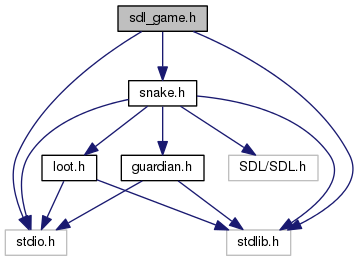 sdl_game.h
snake.h
loot.h
guardian.h
SDL/SDL.h
stdio.h
stdlib.h